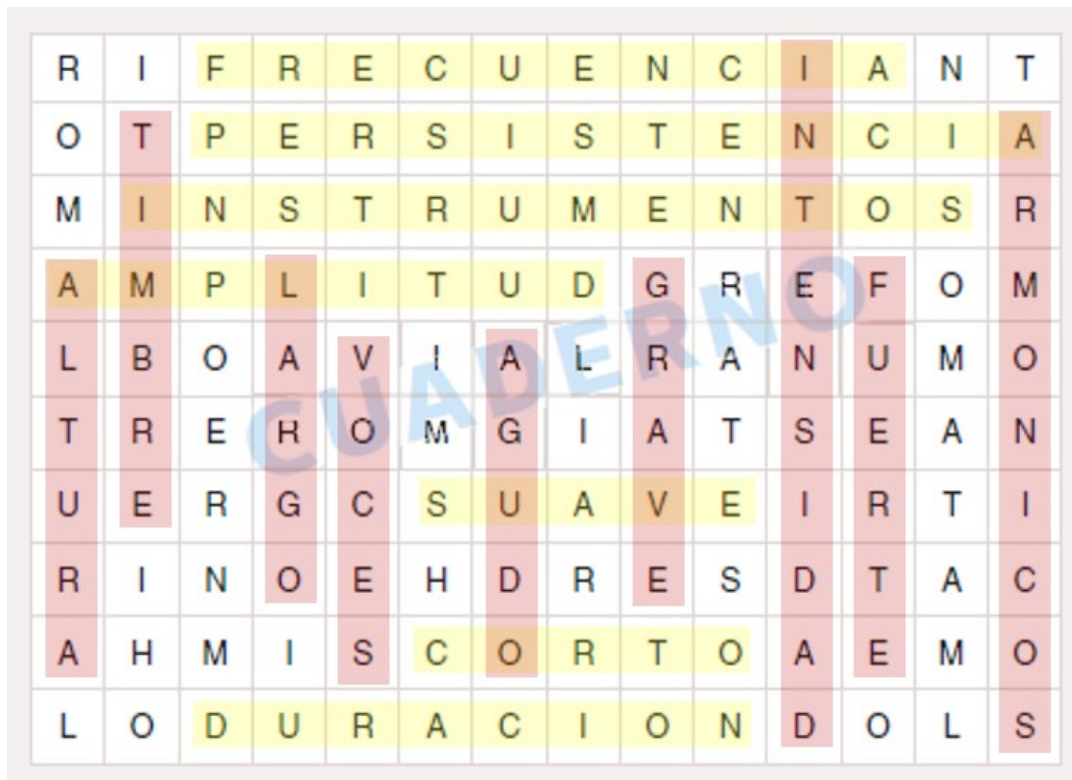 R I F R E C U E N C I A N T
O T P E R S I S T E N C I A
M I N S T R U M E N T O S R
A M P L I T U D G R E F O M
L B O A V I A L R A N U M O
T R E R O M G I A T S E A N
U E R G C S U A V E I R T I
R I N O E H D R E S D T A C
A H M I S C O R T O A E M O
L O D U R A C I O N D O L S
CUADERNO